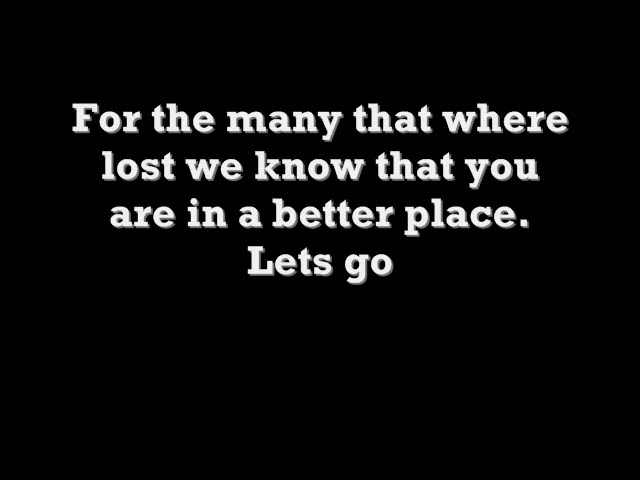 For the many that where
lost we know that you
are in a better place.
Lets go